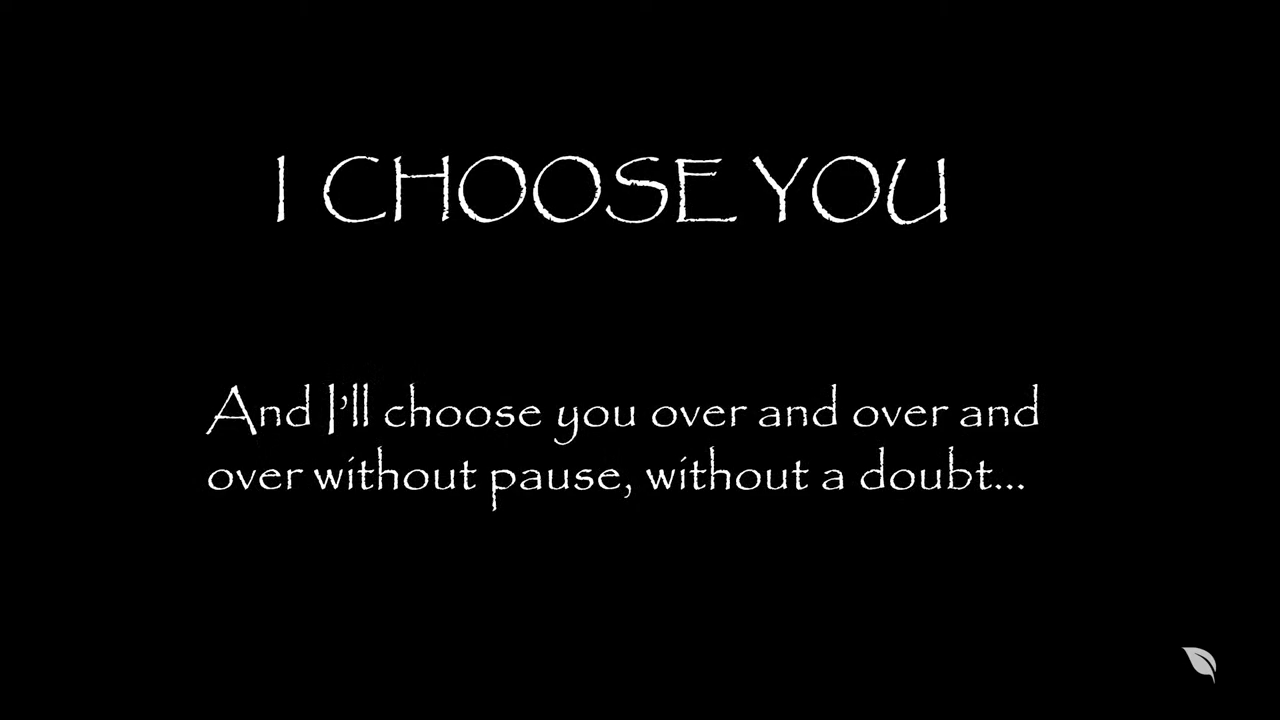 I CHOOSE YOU
And I'll choose you over and over and
over without pause, without a doubt...